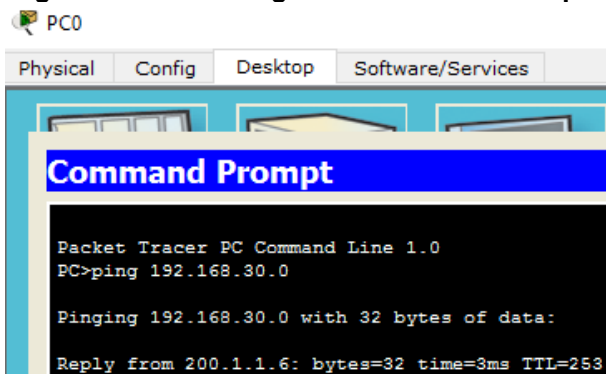 PC0
Physical Config Desktop Software/Services
Command Prompt
Packet Tracer PC Command Line 1.0
PC>ping 192.168.30.0
Pinging 192.168.30.0 with 32 bytes of data:
Reply from 200.1.1.6: bytes=32 time=3ms TTL=253